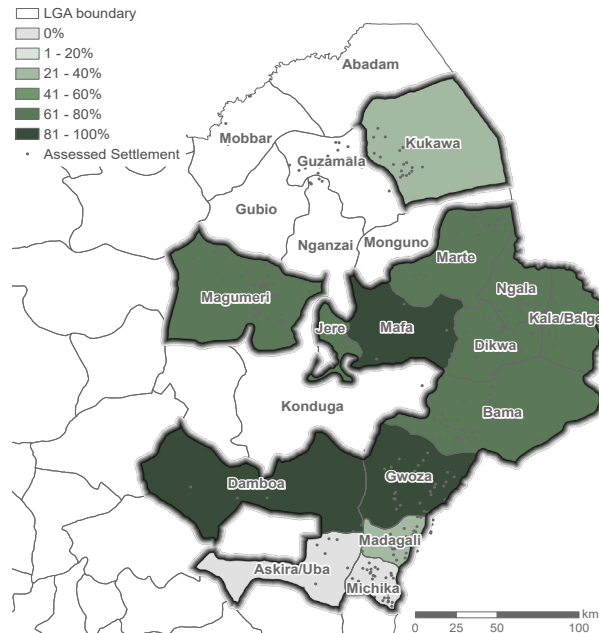 LGA boundary
0%
1 - 20%
21 - 40%
41 - 60%
61 - 80%
81 - 100%
Assessed Settlement
Abadam
Mobbar
Kukawa
Guzamala
Gubio
Nganzai
Monguno
Marte
Ngala
Magumeri
Kala/Balge
Jere
Mafa
Dikwa
Konduga
Bama
Damboa
Gwoza
Madagali
Askira/Uba
Michika
km
0 25 50 100